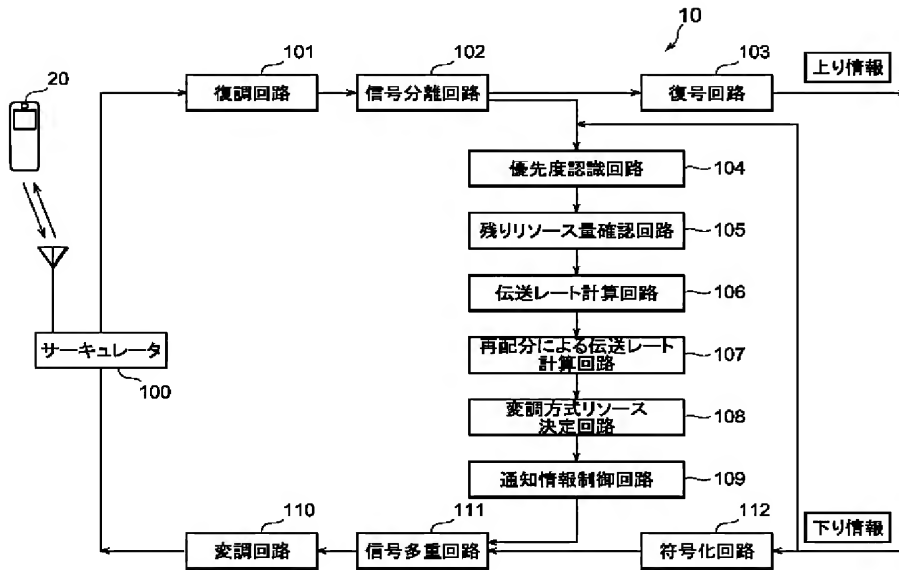 10
101
102
103
上り情報
20
復調回路
信号分離回路
復号回路
優先度認識回路
104
残りリソース量確認回路
105
伝送レート計算回路
106
サーキュレータ
100
再配分による伝送レート
計算回路
107
変調方式リソース
決定回路
108
通知情報制御回路
109
110
111
112
下り情報
変調回路
信号多重回路
符号化回路